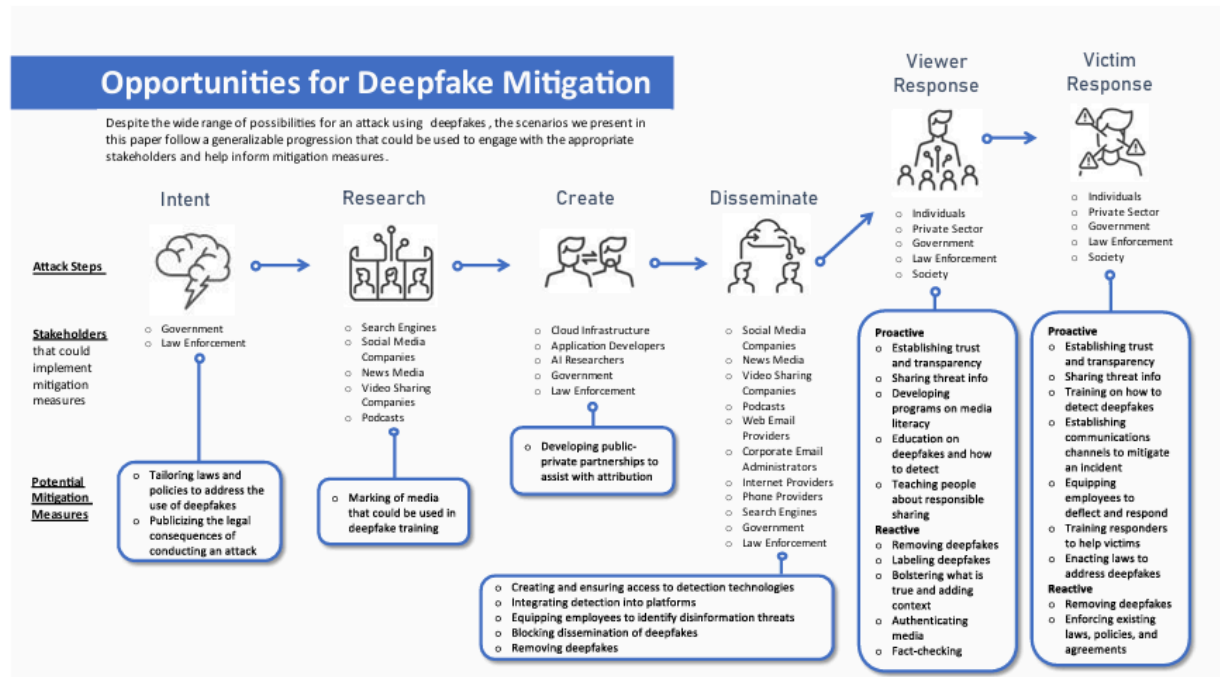 Opportunities for Deepfake Mitigation
Despite the wide range of possibilities for an attack using deepfakes, the scenarios we present in
this paper follow a generalizable progression that could be used to engage with the appropriate
stakeholders and help inform mitigation measures.
Attack Steps
Stakeholders
that could
implement
mitigation
measures
Potential
Mitigation
Measures
Intent
o Government
o Law Enforcement
o Tailoring laws and
policies to address the
use of deepfakes
o Publicizing the legal
consequences of
conducting an attack
Research
o Search Engines
o Social Media
Companies
o News Media
o Video Sharing
Companies
o Podcasts
o Marking of media
that could be used in
deepfake training
Create
o Cloud Infrastructure
o Application Developers
o AI Researchers
o Government
o Law Enforcement
o Developing public-
private partnerships to
assist with attribution
Disseminate
o Social Media
Companies
o News Media
o Video Sharing
Companies
o Podcasts
o Web Email
Providers
o Corporate Email
Administrators
o Internet Providers
o Phone Providers
o Search Engines
o Government
o Law Enforcement
o Creating and ensuring access to detection technologies
o Integrating detection into platforms
o Equipping employees to identify disinformation threats
o Blocking dissemination of deepfakes
o Removing deepfakes
Viewer
Response
o Individuals
o Private Sector
o Government
o Law Enforcement
o Society
Proactive
o Establishing trust
and transparency
o Sharing threat info
o Developing
programs on media
literacy
o Education on
deepfakes and how
to detect
o Teaching people
about responsible
sharing
Reactive
o Removing deepfakes
o Labeling deepfakes
o Bolstering what is
true and adding
context
o Authenticating
media
o Fact-checking
Victim
Response
o Individuals
o Private Sector
o Government
o Law Enforcement
o Society
Proactive
o Establishing trust
and transparency
o Sharing threat info
o Training on how to
detect deepfakes
o Establishing
communications
channels to mitigate
an incident
o Equipping
employees to
deflect and respond
o Training responders
to help victims
o Enacting laws to
address deepfakes
Reactive
o Removing deepfakes
o Enforcing existing
laws, policies, and
agreements